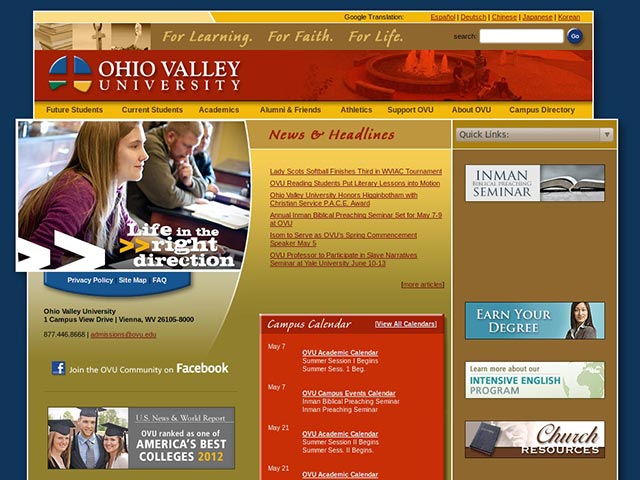 Google Translation:
Español | Deutsch | Chinese | Japanese | Korean
For Learning. For Faith. For Life.
search:
Go
OHIO VALLEY
UNIVERSITY
Future Students
Current Students
Academics
Alumni & Friends
Athletics
Support OVU
About OVU
Campus Directory
Life in the
>>right
direction
>>
Privacy Policy | Site Map | FAQ
Ohio Valley University
1 Campus View Drive | Vienna, WV 26105-8000
877.446.8668 | admissions@ovu.edu
f Join the OVU Community on Facebook
U.S. News & World Report
OVU ranked as one of
AMERICA'S BEST
COLLEGES 2012
News & Headlines
Lady Scots Softball Finishes Third in WVIAC Tournament
OVU Reading Students Put Literary Lessons into Motion
Ohio Valley University Honors Higginbotham with
Christian Service P.A.C.E. Award
Annual Inman Biblical Preaching Seminar Set for May 7-9
at OVU
Isom to Serve as OVU's Spring Commencement
Speaker May 5
OVU Professor to Participate in Slave Narratives
Seminar at Yale University June 10-13
[more articles]
Campus Calendar
[View All Calendars]
May 7
OVU Academic Calendar
Summer Session I Begins
Summer Sess. 1 Beg.
May 7
OVU Campus Events Calendar
Inman Biblical Preaching Seminar
Inman Preaching Seminar
May 21
OVU Academic Calendar
Summer Session II Begins
Summer Sess. II Begins.
May 21
OVU Academic Calendar
Quick Links:
INMAN
BIBLICAL PREACHING
SEMINAR
EARN YOUR
DEGREE
Learn more about our
INTENSIVE ENGLISH
PROGRAM
Church
RESOURCES